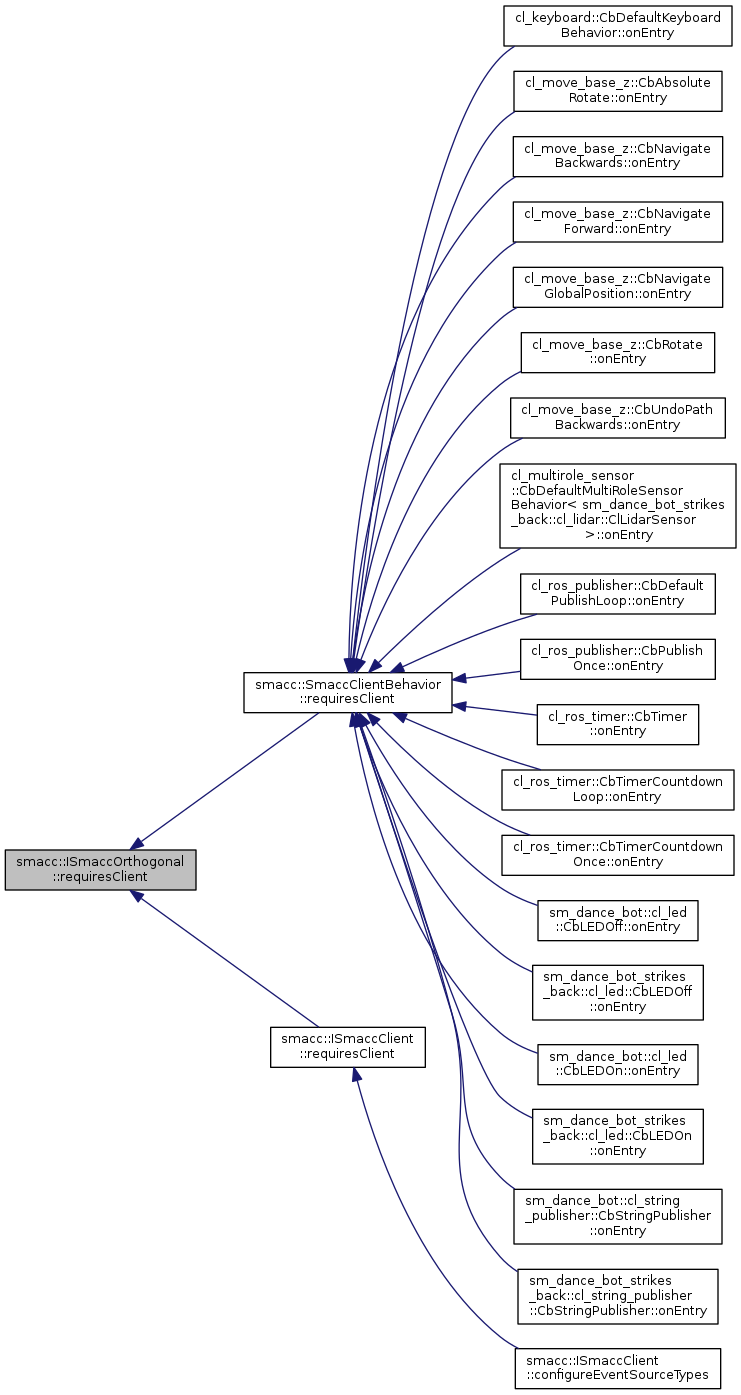 cl_keyboard::CbDefaultKeyboard
Behavior::onEntry
cl_move_base_z::CbAbsolute
Rotate::onEntry
cl_move_base_z::CbNavigate
Backwards::onEntry
cl_move_base_z::CbNavigate
Forward::onEntry
cl_move_base_z::CbNavigate
GlobalPosition::onEntry
cl_move_base_z::CbRotate
::onEntry
cl_move_base_z::CbUndoPath
Backwards::onEntry
cl_multirole_sensor
::CbDefaultMultiRoleSensor
Behavior< sm_dance_bot_strikes
_back::cl_lidar::ClLidarSensor
>::onEntry
cl_ros_publisher::CbDefault
PublishLoop::onEntry
cl_ros_publisher::CbPublish
Once::onEntry
smacc::SmaccClientBehavior
::requiresClient
cl_ros_timer::CbTimer
::onEntry
cl_ros_timer::CbTimerCountdown
Loop::onEntry
cl_ros_timer::CbTimerCountdown
Once::onEntry
smacc::ISmaccOrthogonal
::requiresClient
sm_dance_bot::cl_led
::CbLEDOff::onEntry
sm_dance_bot_strikes
_back::cl_led::CbLEDOff
::onEntry
smacc::ISmaccClient
::requiresClient
sm_dance_bot::cl_led
::CbLEDOn::onEntry
sm_dance_bot_strikes
_back::cl_led::CbLEDOn
::onEntry
sm_dance_bot::cl_string
_publisher::CbStringPublisher
::onEntry
sm_dance_bot_strikes
_back::cl_string_publisher
::CbStringPublisher::onEntry
smacc::ISmaccClient
::configureEventSourceTypes